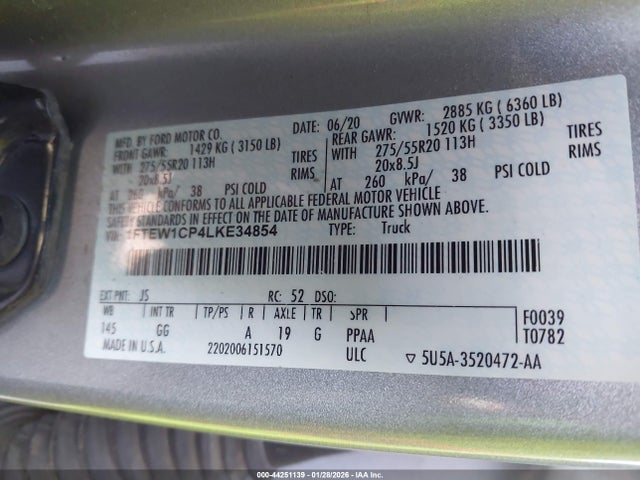 MFD. BY FORD MOTOR CO.
DATE: 06/20 GVWR: 2885 KG ( 6360 LB)
FRONT GAWR: 1429 KG ( 3150 LB) REAR GAWR: 1520 KG ( 3350 LB)
WITH 275/55R20 113H TIRES WITH 275/55R20 113H TIRES
20x8.5J RIMS 20x8.5J RIMS
AT 260 kPa/ 38 PSI COLD AT 260 kPa/ 38 PSI COLD
THIS VEHICLE CONFORMS TO ALL APPLICABLE FEDERAL MOTOR VEHICLE
SAFETY STANDARDS IN EFFECT ON THE DATE OF MANUFACTURE SHOWN ABOVE.
VIN: 1FTEW1CP4LKE34854 TYPE: Truck
EXT PNT: JS RC: 52 DSO:
WB INT TR TP/PS R AXLE TR SPR F0039
145 GG A 19 G PPAA T0782
MADE IN U.S.A. 2202006151570 ULC ▽ 5U5A-3520472-AA
000-44251139 - 01/28/2026 - IAA, Inc.